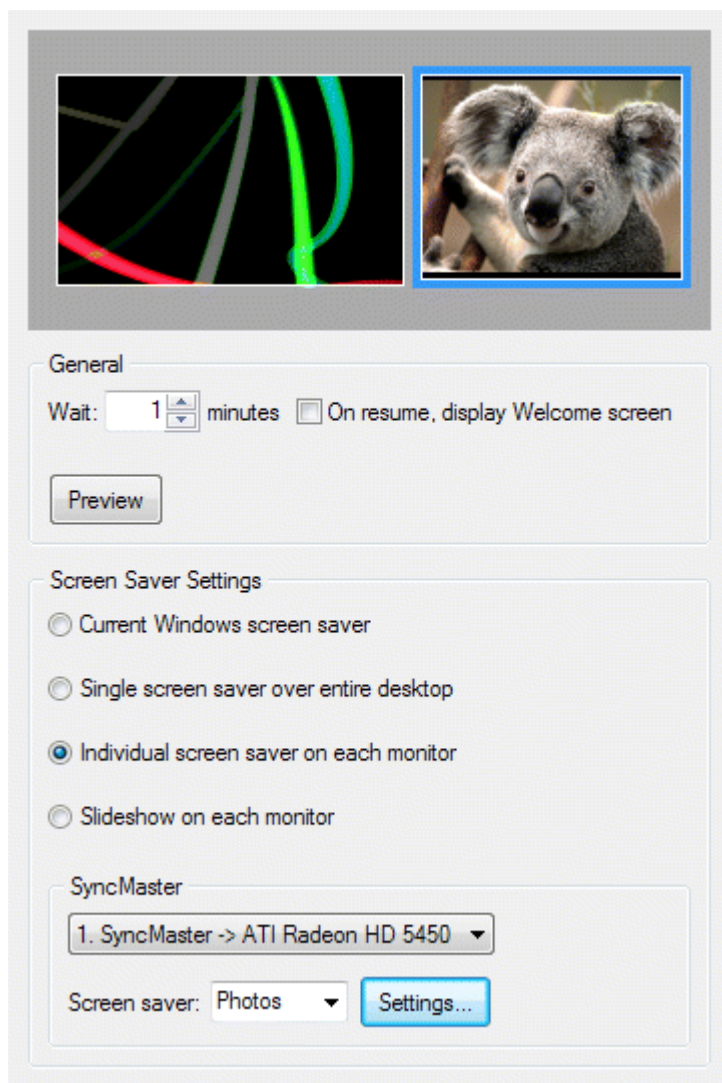 General
Wait: 1 minutes On resume, display Welcome screen
Preview
Screen Saver Settings
Current Windows screen saver
Single screen saver over entire desktop
Individual screen saver on each monitor
Slideshow on each monitor
SyncMaster
1. SyncMaster -> ATI Radeon HD 5450
Screen saver: Photos Settings...